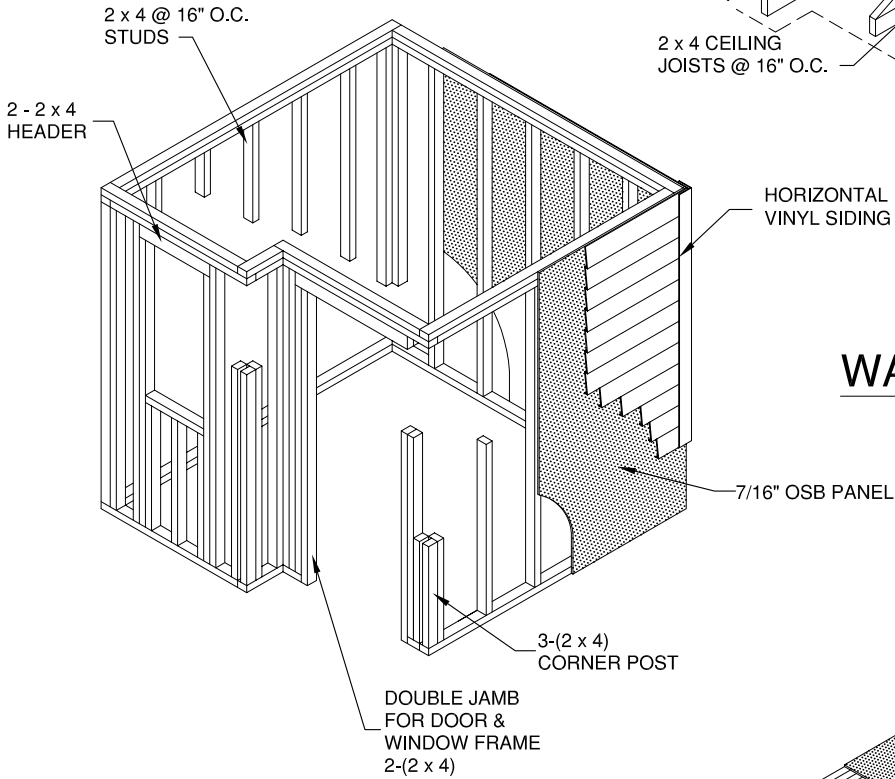 2 x 4 @ 16" O.C.
STUDS
2 x 4 CEILING
JOISTS @ 16" O.C.
2 - 2 x 4
HEADER
HORIZONTAL
VINYL SIDING
WA
7/16" OSB PANEL
3-(2 x 4)
CORNER POST
DOUBLE JAMB
FOR DOOR &
WINDOW FRAME
2-(2 x 4)